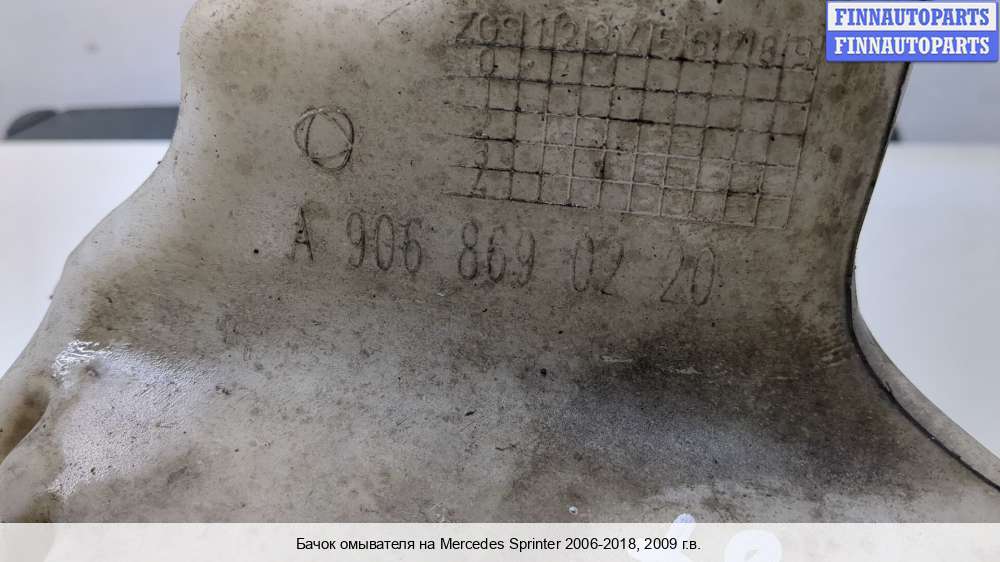 FINNAUTOPARTS
FINNAUTOPARTS
A 906 869 02 20
Бачок омывателя на Mercedes Sprinter 2006-2018, 2009 г.в.